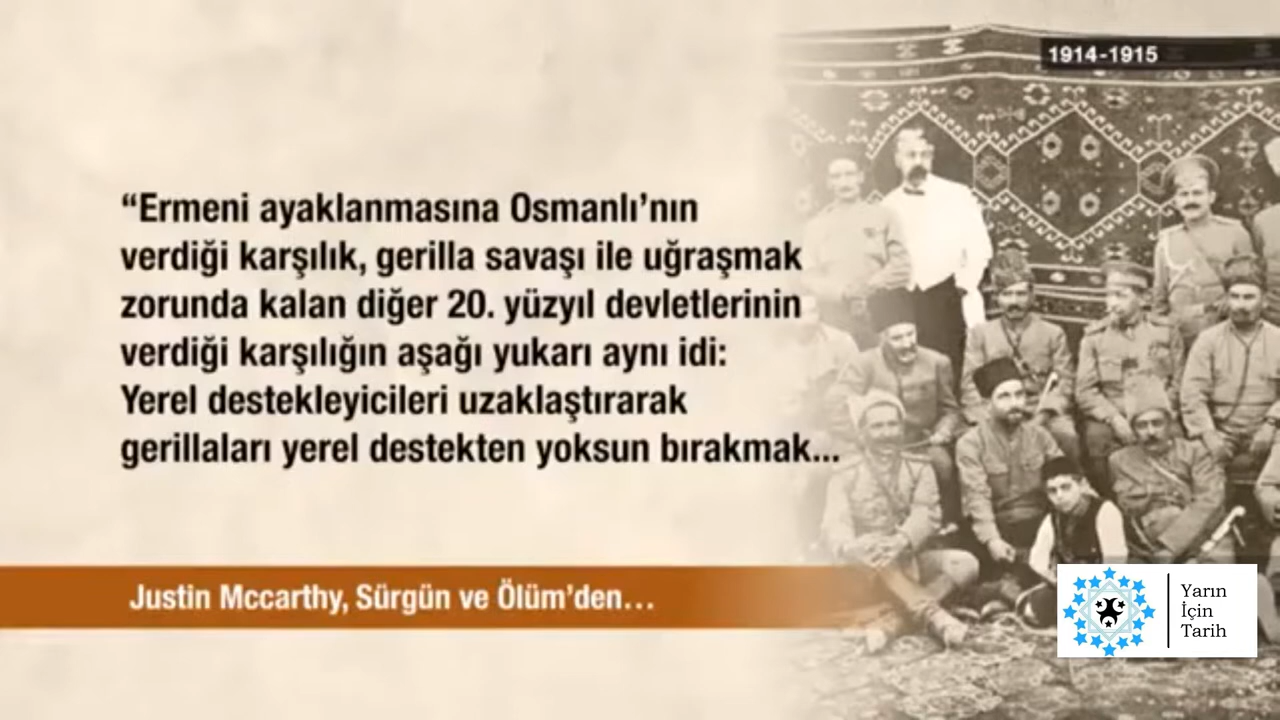 1914-1915
“Ermeni ayaklanmasına Osmanlı’nın
verdiği karşılık, gerilla savaşı ile uğraşmak
zorunda kalan diğer 20. yüzyıl devletlerinin
verdiği karşılığın aşağı yukarı aynı idi:
Yerel destekleyicileri uzaklaştırarak
gerillaları yerel destekten yoksun bırakmak...
Justin Mccarthy, Sürgün ve Ölüm’den...
Yarın
İçin
Tarih